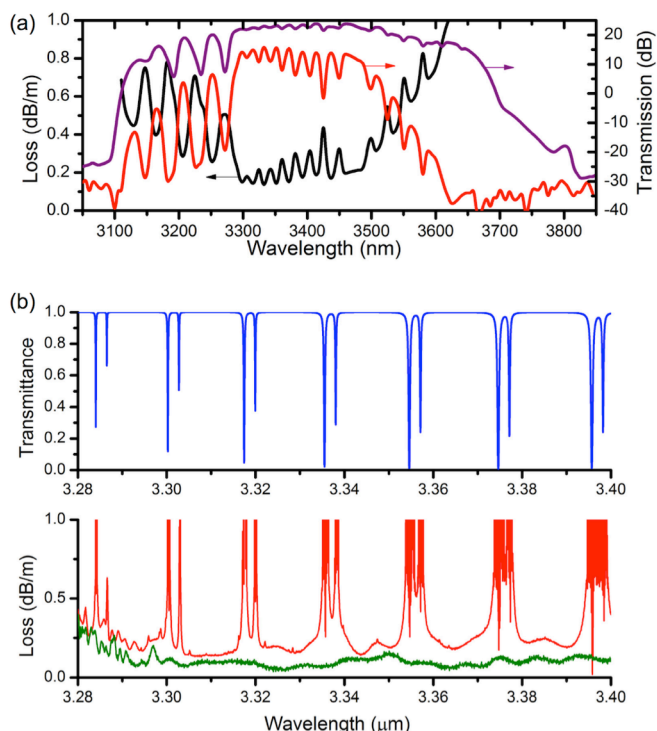 (a)
1.0
0.8
0.6
0.4
0.2
0.0
Loss (dB/m)
20
10
0
-10
-20
-30
-40
Transmission (dB)
3100 3200 3300 3400 3500 3600 3700 3800
Wavelength (nm)
(b)
1.0
0.8
0.6
0.4
0.2
0.0
Transmittance
3.28 3.30 3.32 3.34 3.36 3.38 3.40
1.0
0.5
0.0
Loss (dB/m)
3.28 3.30 3.32 3.34 3.36 3.38 3.40
Wavelength (μm)